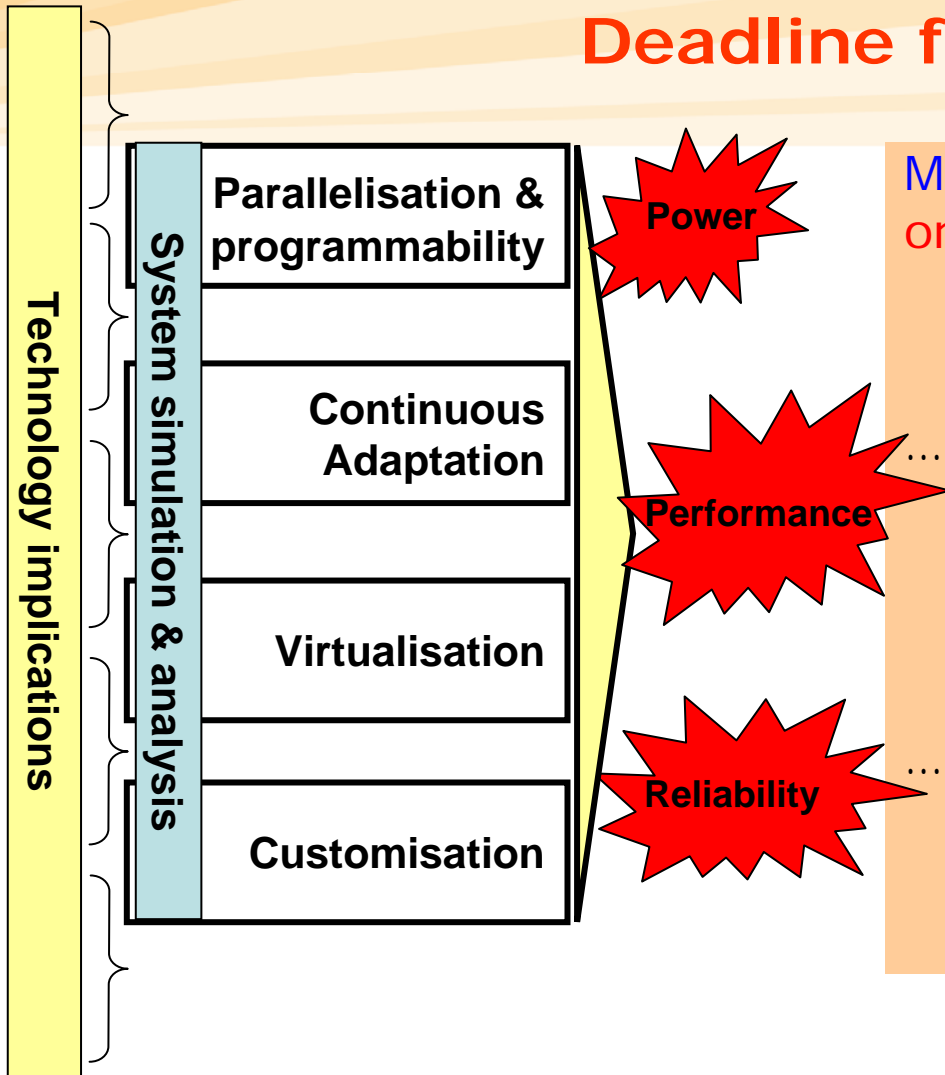 Deadline f
Technology implications
System simulation & analysis
Parallelisation &
programmability
Continuous
Adaptation
Virtualisation
Customisation
Power
Performance
Reliability
M
or
...
...